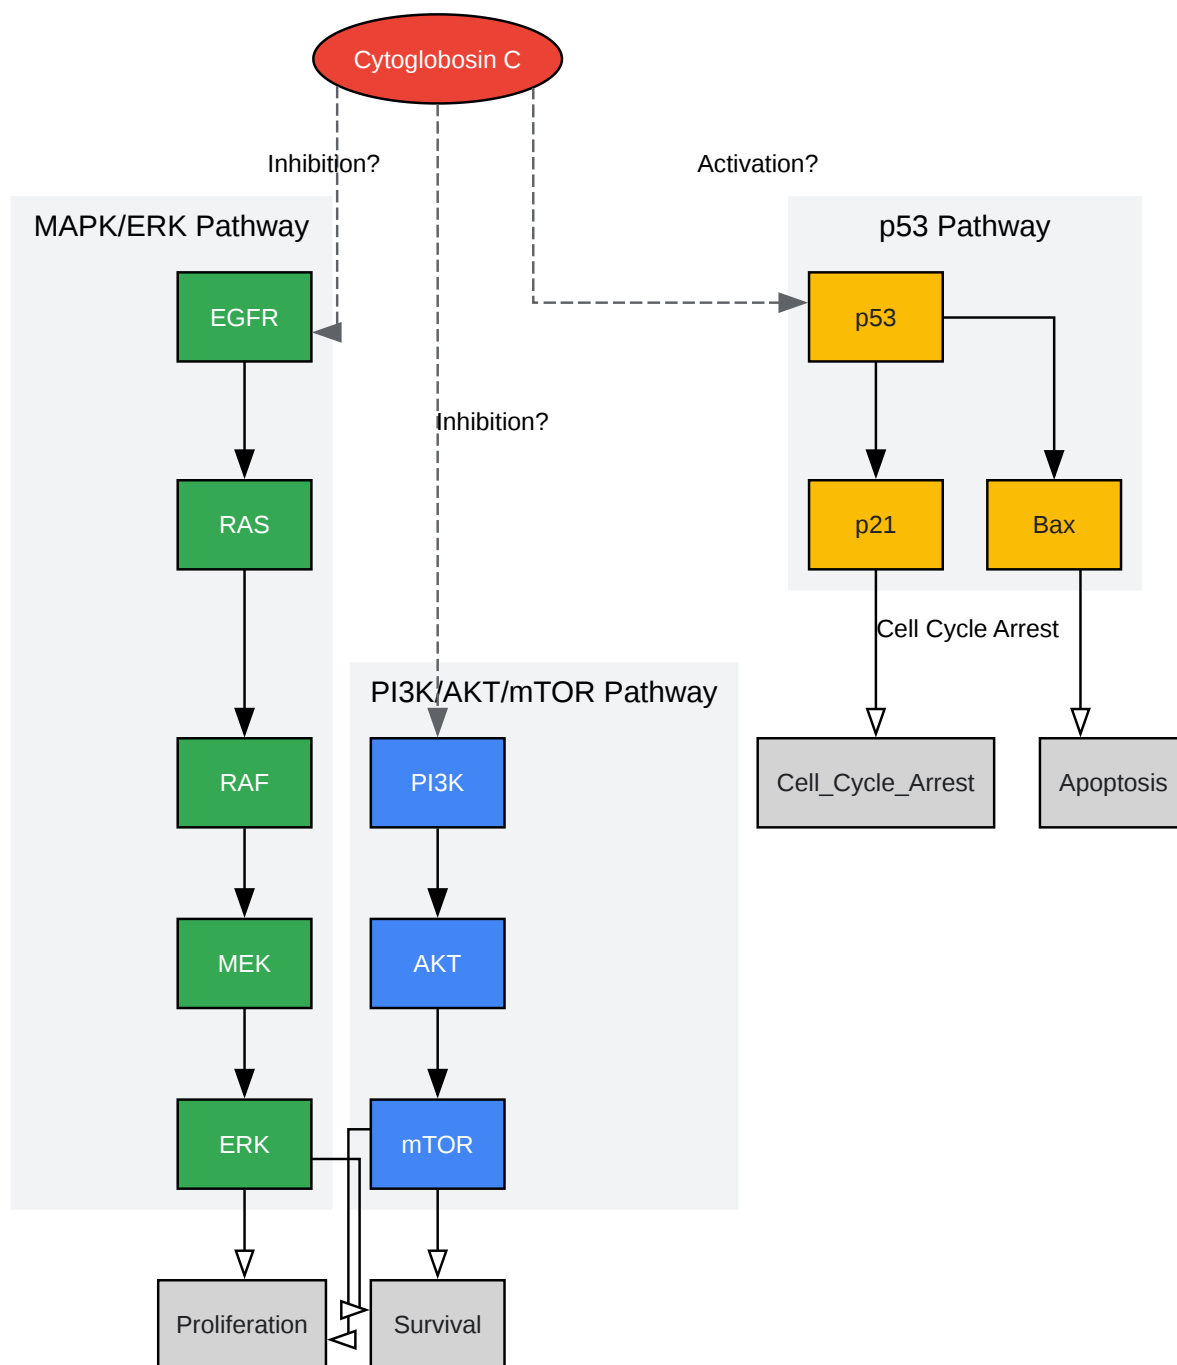 Cytoglobosin C
Inhibition?
Activation?
MAPK/ERK Pathway
p53 Pathway
EGFR
p53
Inhibition?
RAS
p21
Bax
Cell Cycle Arrest
PI3K/AKT/mTOR Pathway
RAF
PI3K
Cell_Cycle_Arrest
Apoptosis
MEK
AKT
ERK
mTOR
Proliferation
Survival